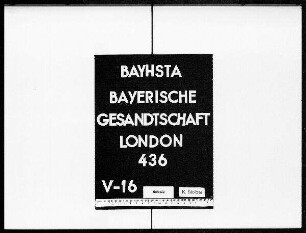 BAYHSTA
BAYERISCHE
GESANDTSCHAFT
LONDON
436
V-16